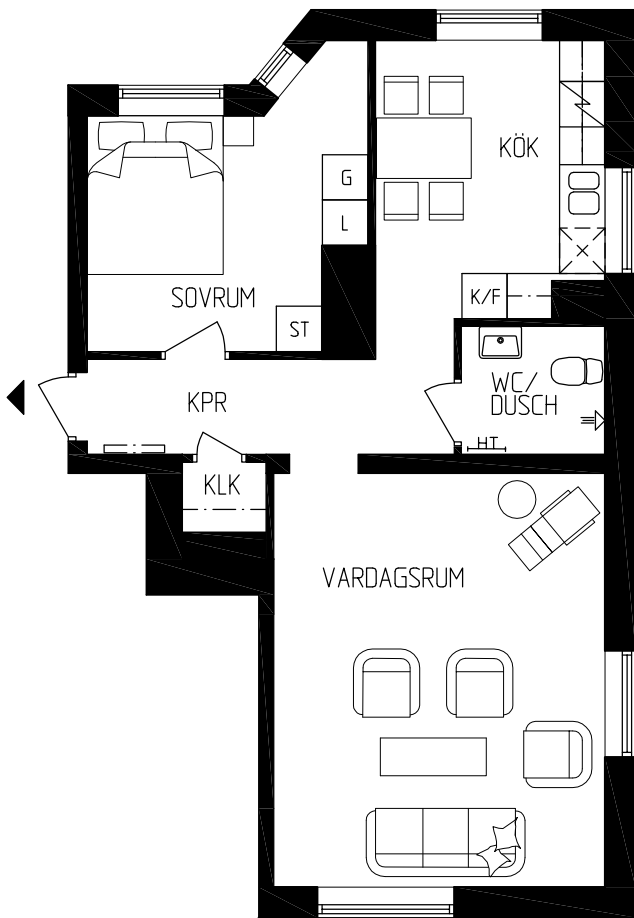 KÖK
G
L
SOVRUM
K/F
ST
WC/
DUSCH
KPR
HT
KLK
VARDAGSRUM